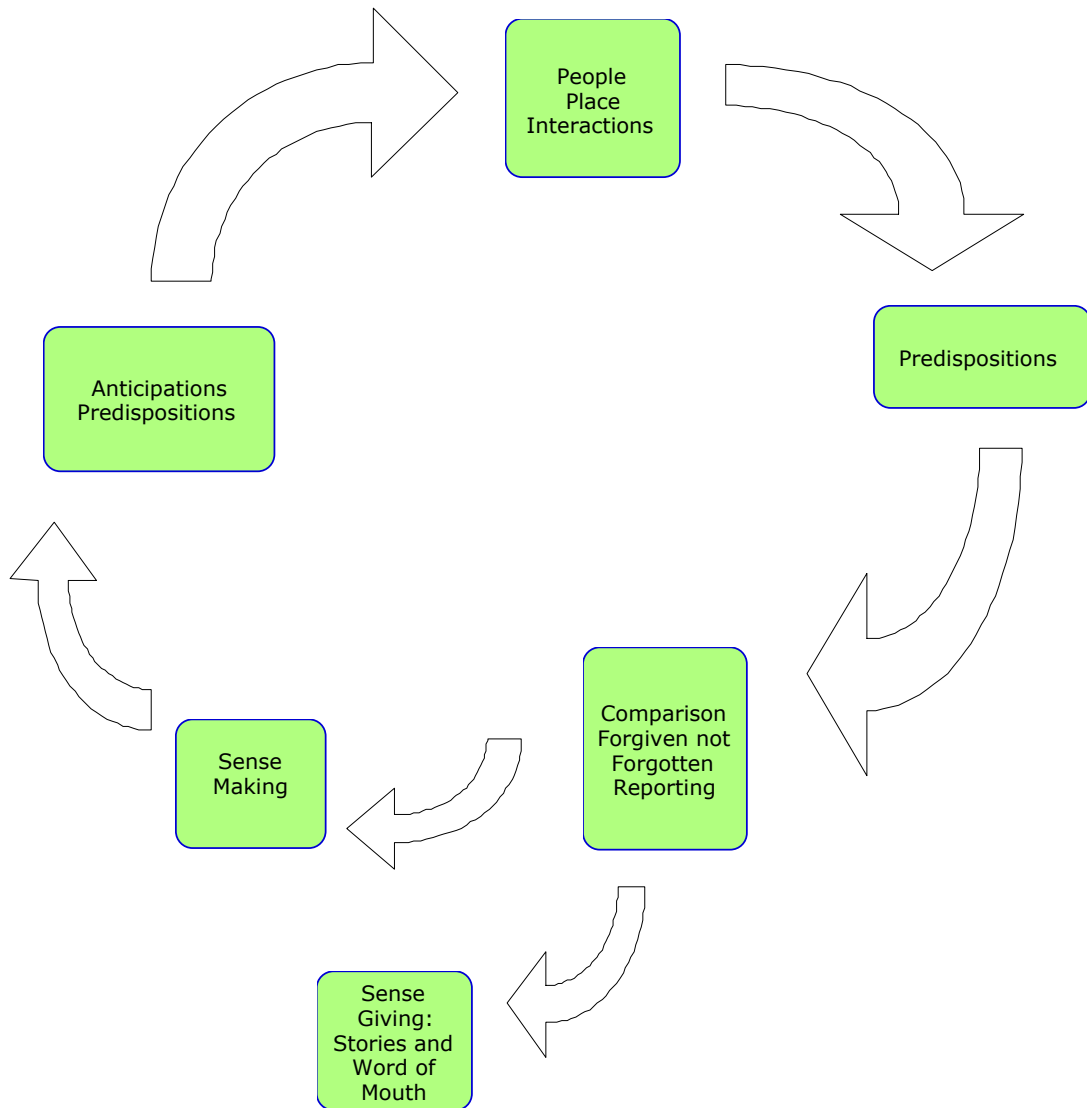 People
Place
Interactions
Predispositions
Anticipations
Predispositions
Comparison
Forgiven not
Forgotten
Reporting
Sense
Making
Sense
Giving:
Stories and
Word of
Mouth